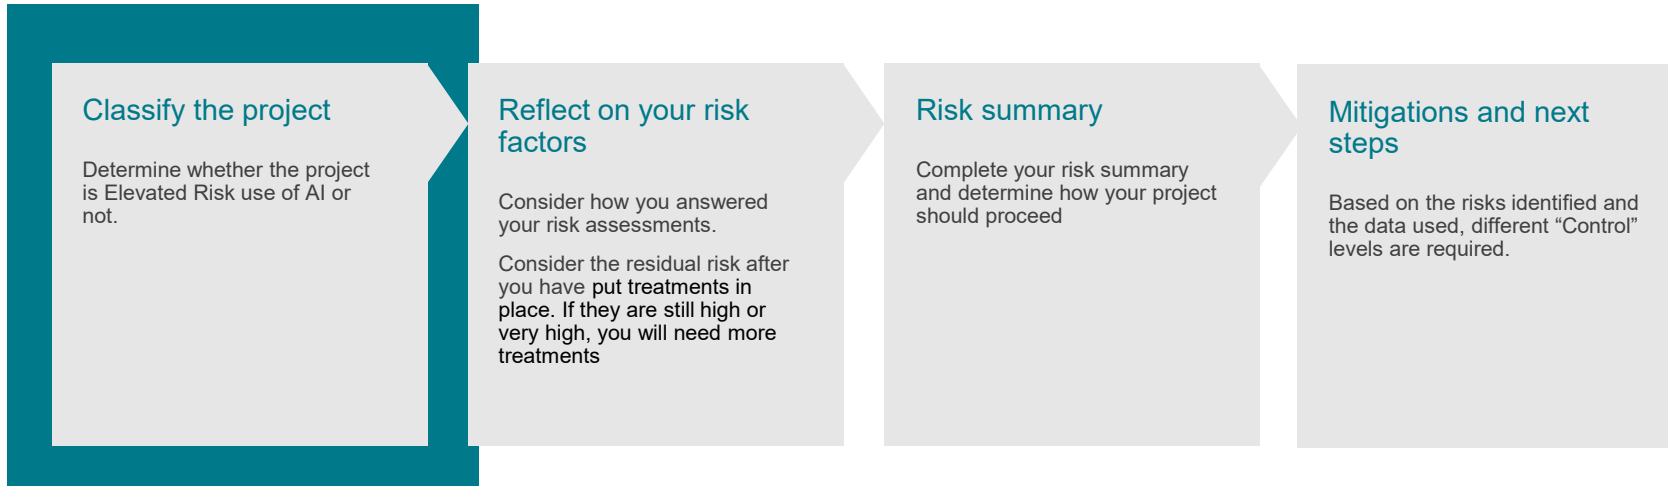 Classify the project
Determine whether the project
is Elevated Risk use of AI or
not.
Reflect on your risk
factors
Consider how you answered
your risk assessments.
Consider the residual risk after
you have put treatments in
place. If they are still high or
very high, you will need more
treatments
Risk summary
Complete your risk summary
and determine how your project
should proceed
Mitigations and next
steps
Based on the risks identified and
the data used, different “Control”
levels are required.